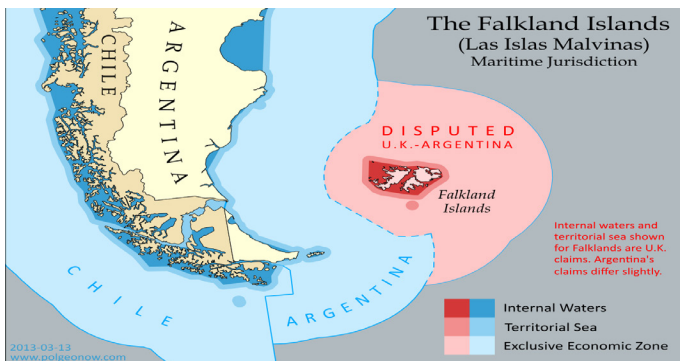 The Falkland Islands
(Las Islas Malvinas)
Maritime Jurisdiction
CHILE
ARGENTINA
DISPUTED
U.K.-ARGENTINA
Falkland
Islands
Internal waters and
territorial sea shown
for Falklands are U.K.
claims. Argentina's
claims differ slightly.
CHILE
ARGENTINA
Internal Waters
Territorial Sea
Exclusive Economic Zone
2013-03-13
www.polgeonow.com